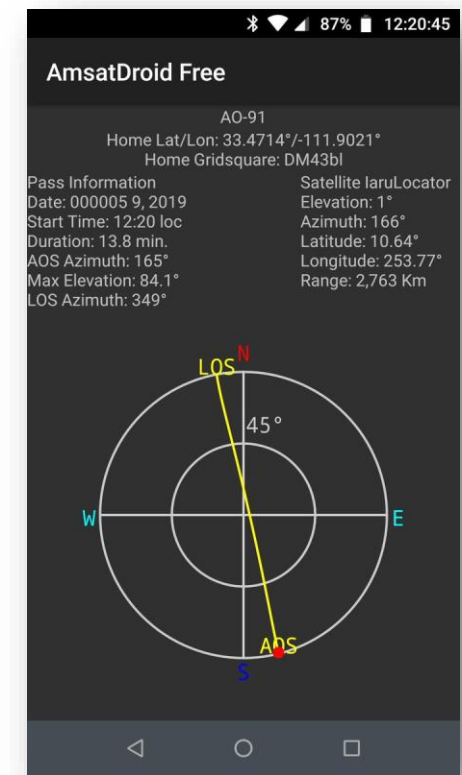 87% 12:20:45
AmsatDroid Free
AO-91
Home Lat/Lon: 33.4714°/-111.9021°
Home Gridsquare: DM43bl
Pass Information
Date: 000005 9, 2019
Start Time: 12:20 loc
Duration: 13.8 min.
AOS Azimuth: 165°
Max Elevation: 84.1°
LOS Azimuth: 349°
Satellite IaruLocator
Elevation: 1°
Azimuth: 166°
Latitude: 10.64°
Longitude: 253.77°
Range: 2,763 Km
N
LOS
45°
W
E
AOS
S